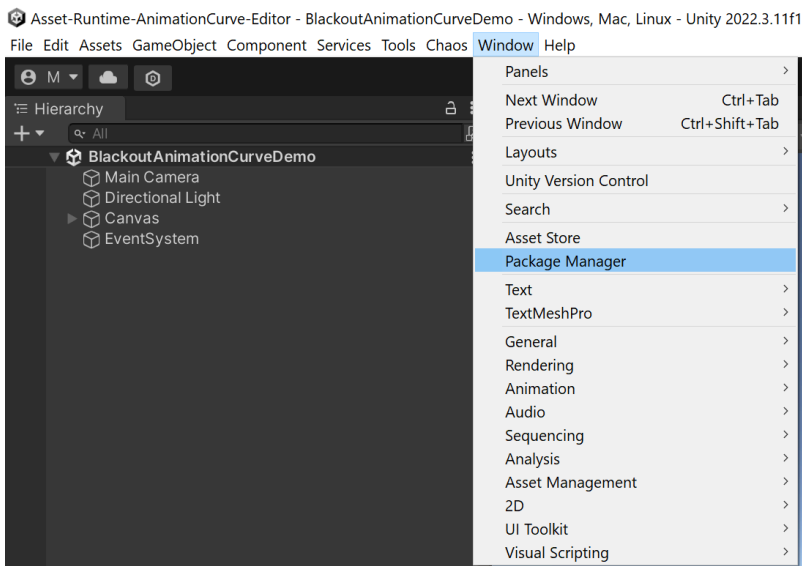 Asset-Runtime-AnimationCurve-Editor - BlackoutAnimationCurveDemo - Windows, Mac, Linux - Unity 2022.3.11f1
File Edit Assets GameObject Component Services Tools Chaos Window Help
M
Hierarchy
All
BlackoutAnimationCurveDemo
Main Camera
Directional Light
Canvas
EventSystem
Panels
Next Window Ctrl+Tab
Previous Window Ctrl+Shift+Tab
Layouts
Unity Version Control
Search
Asset Store
Package Manager
Text
TextMeshPro
General
Rendering
Animation
Audio
Sequencing
Analysis
Asset Management
2D
UI Toolkit
Visual Scripting